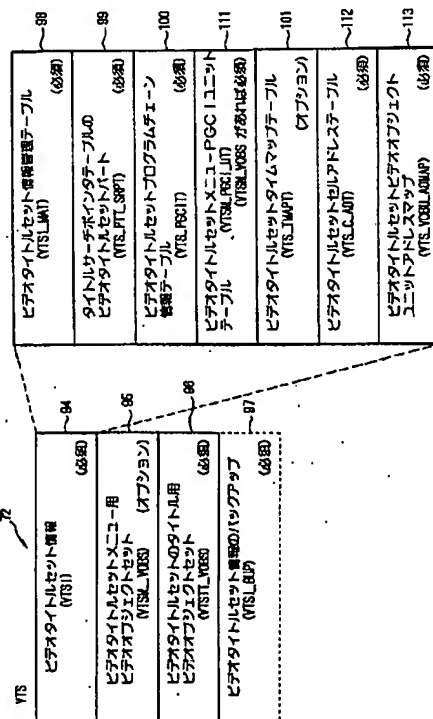 72
YTS
ビデオタイトルセット情報
(VTSI)
(必須)
94
ビデオタイトルセットメニュー用
ビデオオブジェクトセット
(VTSM_VOBS)
(オプション)
95
ビデオタイトルセットのタイトル用
ビデオオブジェクトセット
(VTSTT_VOBS)
(必須)
96
ビデオタイトルセット情報のバックアップ
(VTSI_BUP)
(必須)
97
ビデオタイトルセット情報管理テーブル
(VTSI_MAT)
(必須)
98
タイトルサーチポインタテーブルの
ビデオタイトルセットパート
(VTS_PTT_SRPT)
(必須)
99
ビデオタイトルセットプログラムチェーン
情報テーブル
(VTS_PGCIT)
(必須)
100
ビデオタイトルセットメニューPGCIユニット
テーブル
(VTSM_PGCI_UT)
(VTSM_VOBS があれば必須)
111
ビデオタイトルセットタイムマップテーブル
(VTS_TMAPT)
(オプション)
101
ビデオタイトルセットセルアドレステーブル
(VTS_C_ADT)
(必須)
112
ビデオタイトルセットビデオオブジェクト
ユニットアドレスマップ
(VTS_VOBU_ADMAP)
(必須)
113